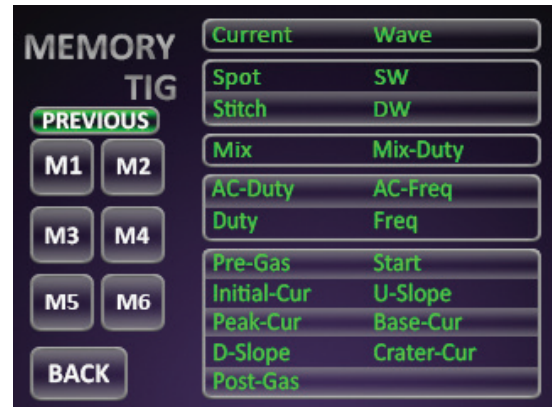 MEMORY
TIG
PREVIOUS
M1 M2
M3 M4
M5 M6
BACK
Current Wave
Spot SW
Stitch DW
Mix Mix-Duty
AC-Duty AC-Freq
Duty Freq
Pre-Gas Start
Initial-Cur U-Slope
Peak-Cur Base-Cur
D-Slope Crater-Cur
Post-Gas